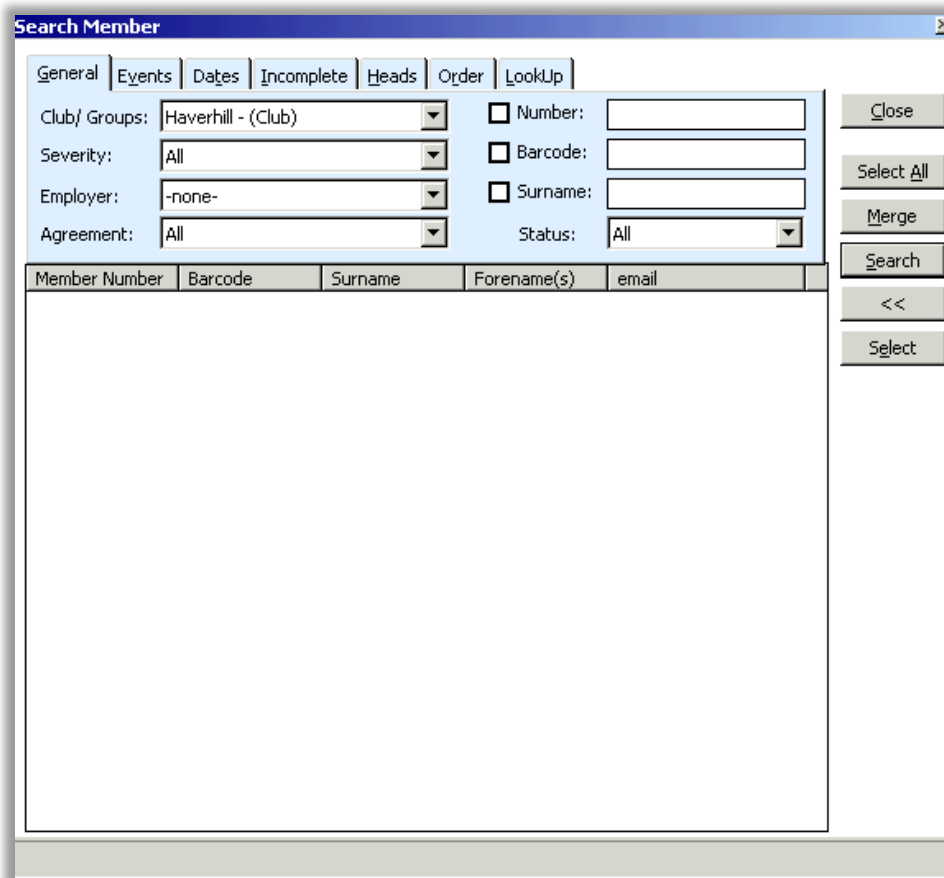 Search Member
General Events Dates Incomplete Heads Order LookUp
Club/ Groups: Haverhill - (Club) Number: Close
Severity: All Barcode: Select All
Employer: -none- Surname: Merge
Agreement: All Status: All Search
Member Number Barcode Surname Forename(s) email
<<
Select